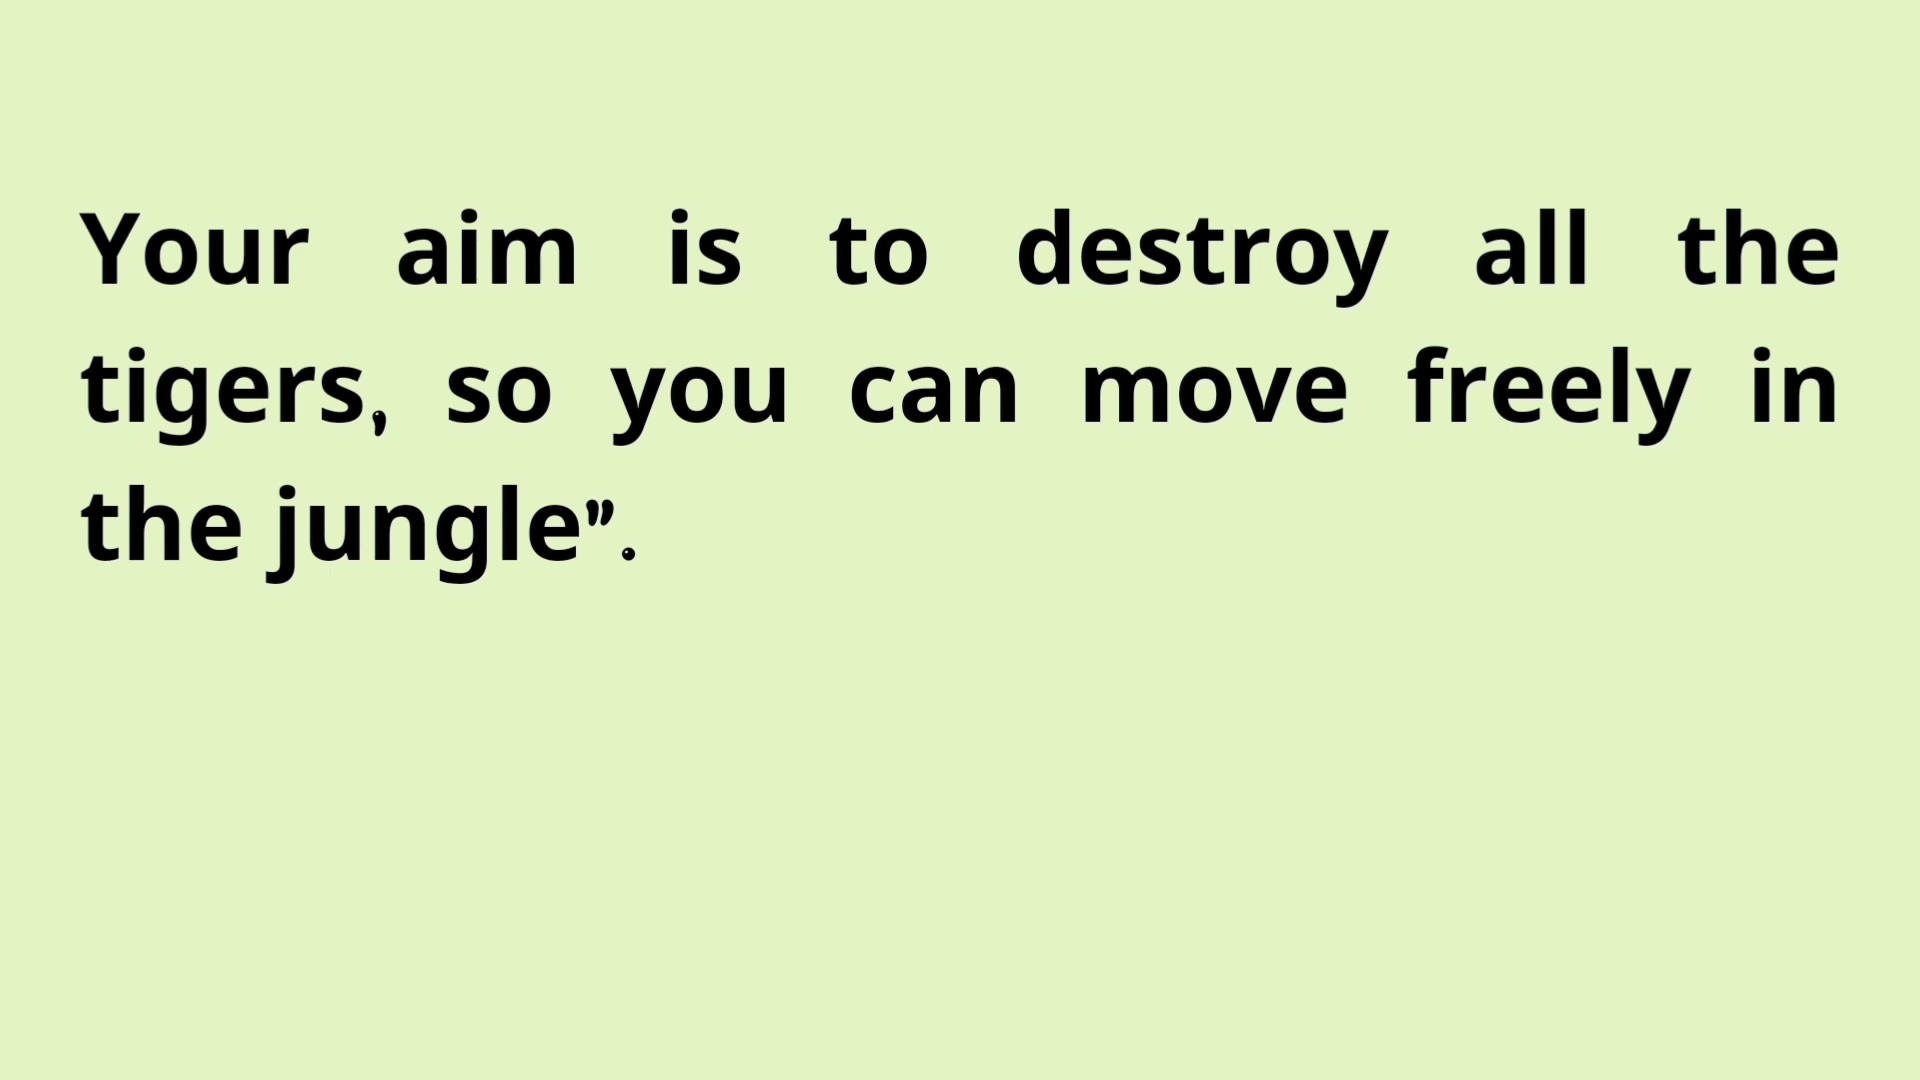 Your aim is to destroy all the
tigers, so you can move freely in
the jungle”.